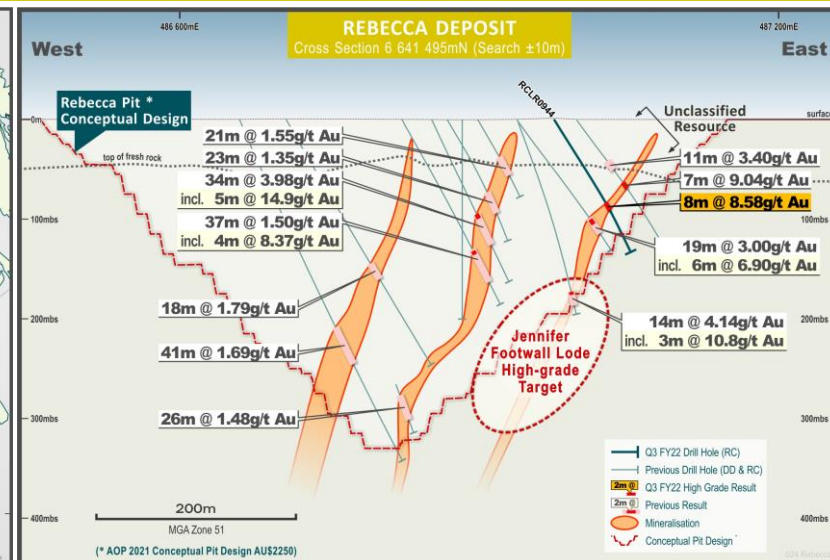 486 600mE
REBECCA DEPOSIT
Cross Section 6 641 495mN (Search ±10m)
487 200mE
West
East
Rebecca Pit *
Conceptual Design
RCLR0944
Unclassified
Resource
0m
surface
top of fresh rock
21m @ 1.55g/t Au
23m @ 1.35g/t Au
34m @ 3.98g/t Au
incl. 5m @ 14.9g/t Au
37m @ 1.50g/t Au
incl. 4m @ 8.37g/t Au
11m @ 3.40g/t Au
7m @ 9.04g/t Au
8m @ 8.58g/t Au
100mbs
100mbs
19m @ 3.00g/t Au
incl. 6m @ 6.90g/t Au
18m @ 1.79g/t Au
200mbs
200mbs
14m @ 4.14g/t Au
incl. 3m @ 10.8g/t Au
41m @ 1.69g/t Au
Jennifer
Footwall Lode
High-grade
Target
26m @ 1.48g/t Au
300mbs
300mbs
Q3 FY22 Drill Hole (RC)
Previous Drill Hole (DD & RC)
2m @ Q3 FY22 High Grade Result
2m @ Previous Result
Mineralisation
Conceptual Pit Design
400mbs
400mbs
200m
MGA Zone 51
(* AOP 2021 Conceptual Pit Design AU$2250)